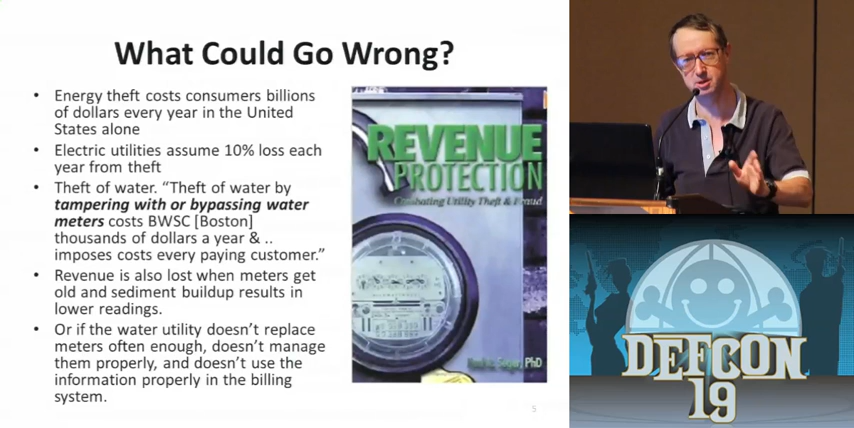 What Could Go Wrong?
• Energy theft costs consumers billions
of dollars every year in the United
States alone
• Electric utilities assume 10% loss each
year from theft
• Theft of water. “Theft of water by
tampering with or bypassing water
meters costs BWSC [Boston]
thousands of dollars a year & ..
imposes costs every paying customer.”
• Revenue is also lost when meters get
old and sediment buildup results in
lower readings.
• Or if the water utility doesn’t replace
meters often enough, doesn’t manage
them properly, and doesn’t use the
information properly in the billing
system.
REVENUE
PROTECTION
Combating Utility Theft & Fraud
PhD
5
DEFCON
19